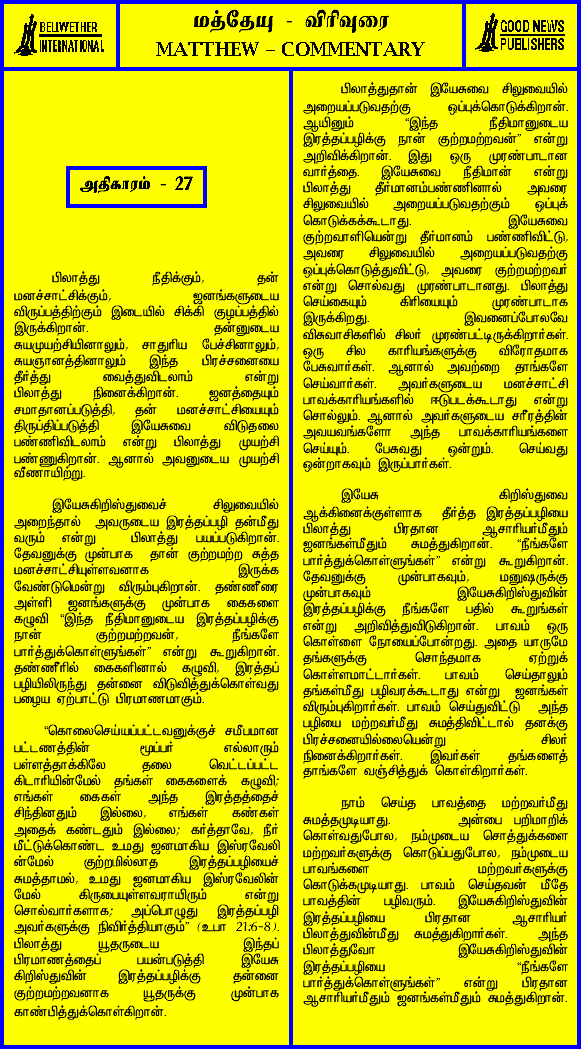 BELIWETHER
INTERNATIONAL
மத்தேயு - விரிவுரை
MATTHEW – COMMENTARY
GOOD NEWS
PUBLISHERS
அதிகாரம் - 27
பிலாத்து நீதிக்கும், தன்
மனச்சாட்சிக்கும், ஜனங்களுடைய
விருப்பத்திற்கும் இடையில் சிக்கி குழப்பத்தில்
இருக்கிறான். தன்னுடைய
சுயமுயற்சியினாலும், சாதுரிய பேச்சினாலும்,
சுயஞானத்தினாலும் இந்த பிரச்சனையை
தீர்த்து வைத்துவிடலாம் என்று
பிலாத்து நினைக்கிறான். ஜனத்தையும்
சமாதானப்படுத்தி, தன் மனச்சாட்சியையும்
திருப்திப்படுத்தி இயேசுவை விடுதலை
பண்ணிவிடலாம் என்று பிலாத்து முயற்சி
பண்ணுகிறான். ஆனால் அவனுடைய முயற்சி
வீணாயிற்று.
இயேசுகிறிஸ்துவைச் சிலுவையில்
அறைந்தால் அவருடைய இரத்தப்பழி தன்மீது
வரும் என்று பிலாத்து பயப்படுகிறான்.
தேவனுக்கு முன்பாக தான் குற்றமற்ற சுத்த
மனச்சாட்சியுள்ளவனாக இருக்க
வேண்டுமென்று விரும்புகிறான். தண்ணீரை
அள்ளி ஜனங்களுக்கு முன்பாக கைகளை
கழுவி “இந்த நீதிமானுடைய இரத்தப்பழிக்கு
நான் குற்றமற்றவன், நீங்களே
பார்த்துக்கொள்ளுங்கள்” என்று கூறுகிறான்.
தண்ணீரில் கைகளினால் கழுவி, இரத்தப்
பழியிலிருந்து தன்னை விடுவித்துக்கொள்வது
பழைய ஏற்பாட்டு பிரமாணமாகும்.
“கொலைசெய்யப்பட்டவனுக்குச் சமீபமான
பட்டணத்தின் மூப்பர் எல்லாரும்
பள்ளத்தாக்கிலே தலை வெட்டப்பட்ட
கிடாரியின்மேல் தங்கள் கைகளைக் கழுவி;
எங்கள் கைகள் அந்த இரத்தத்தைச்
சிந்தினதும் இல்லை, எங்கள் கண்கள்
அதைக் கண்டதும் இல்லை; கர்த்தாவே, நீர்
மீட்டுக்கொண்ட உமது ஜனமாகிய இஸ்ரவேலி
ன்மேல் குற்றமில்லாத இரத்தப்பழியைச்
சுமத்தாமல், உமது ஜனமாகிய இஸ்ரவேலின்
மேல் கிருபையுள்ளவராயிரும் என்று
சொல்வார்களாக; அப்பொழுது இரத்தப்பழி
அவர்களுக்கு நிவிர்த்தியாகும்” (உபா 21:6-8).
பிலாத்து யூதருடைய இந்தப்
பிரமாணத்தைப் பயன்படுத்தி இயேசு
கிறிஸ்துவின் இரத்தப்பழிக்கு தன்னை
குற்றமற்றவனாக யூதருக்கு முன்பாக
காண்பித்துக்கொள்கிறான்.
பிலாத்துதான் இயேசுவை சிலுவையில்
அறையப்படுவதற்கு ஒப்புக்கொடுக்கிறான்.
ஆயினும் “இந்த நீதிமானுடைய
இரத்தப்பழிக்கு நான் குற்றமற்றவன்” என்று
அறிவிக்கிறான். இது ஒரு முரண்பாடான
வார்த்தை. இயேசுவை நீதிமான் என்று
பிலாத்து தீர்மானம்பண்ணினால் அவரை
சிலுவையில் அறையப்படுவதற்கும் ஒப்புக்
கொடுக்கக்கூடாது. இயேசுவை
குற்றவாளியென்று தீர்மானம் பண்ணிவிட்டு,
அவரை சிலுவையில் அறையப்படுவதற்கு
ஒப்புக்கொடுத்துவிட்டு, அவரை குற்றமற்றவர்
என்று சொல்வது முரண்பாடானது. பிலாத்து
செய்கையும் கிரியையும் முரண்பாடாக
இருக்கிறது. இவனைப்போலவே
விசுவாசிகளில் சிலர் முரண்பட்டிருக்கிறார்கள்.
ஒரு சில காரியங்களுக்கு விரோதமாக
பேசுவார்கள். ஆனால் அவற்றை தாங்களே
செய்வார்கள். அவர்களுடைய மனச்சாட்சி
பாவக்காரியங்களில் ஈடுபடக்கூடாது என்று
சொல்லும். ஆனால் அவர்களுடைய சரீரத்தின்
அவயவங்களோ அந்த பாவக்காரியங்களை
செய்யும். பேசுவது ஒன்றும். செய்வது
ஒன்றாகவும் இருப்பார்கள்.
இயேசு கிறிஸ்துவை
ஆக்கினைக்குள்ளாக தீர்த்த இரத்தப்பழியை
பிலாத்து பிரதான ஆசாரியர்மீதும்
ஜனங்கள்மீதும் சுமத்துகிறான். “நீங்களே
பார்த்துக்கொள்ளுங்கள்” என்று கூறுகிறான்.
தேவனுக்கு முன்பாகவும், மனுஷருக்கு
முன்பாகவும் இயேசுகிறிஸ்துவின்
இரத்தப்பழிக்கு நீங்களே பதில் கூறுங்கள்
என்று அறிவித்துவிடுகிறான். பாவம் ஒரு
கொள்ளை நோயைப்போன்றது. அதை யாருமே
தங்களுக்கு சொந்தமாக ஏற்றுக்
கொள்ளமாட்டார்கள். பாவம் செய்தாலும்
தங்கள்மீது பழிவரக்கூடாது என்று ஜனங்கள்
விரும்புகிறார்கள். பாவம் செய்துவிட்டு அந்த
பழியை மற்றவர்மீது சுமத்திவிட்டால் தனக்கு
பிரச்சனையில்லையென்று சிலர்
நினைக்கிறார்கள். இவர்கள் தங்களைத்
தாங்களே வஞ்சித்துக் கொள்கிறார்கள்.
நாம் செய்த பாவத்தை மற்றவர்மீது
சுமத்தமுடியாது. அன்பை பறிமாறிக்
கொள்வதுபோல, நம்முடைய சொத்துக்களை
மற்றவர்களுக்கு கொடுப்பதுபோல, நம்முடைய
பாவங்களை மற்றவர்களுக்கு
கொடுக்கமுடியாது. பாவம் செய்தவன் மீதே
பாவத்தின் பழிவரும். இயேசுகிறிஸ்துவின்
இரத்தப்பழியை பிரதான ஆசாரியர்
பிலாத்துவின்மீது சுமத்துகிறார்கள். அந்த
பிலாத்துவோ இயேசுகிறிஸ்துவின்
இரத்தப்பழியை “நீங்களே
பார்த்துக்கொள்ளுங்கள்” என்று பிரதான
ஆசாரியர்மீதும் ஜனங்கள்மீதும் சுமத்துகிறான்.